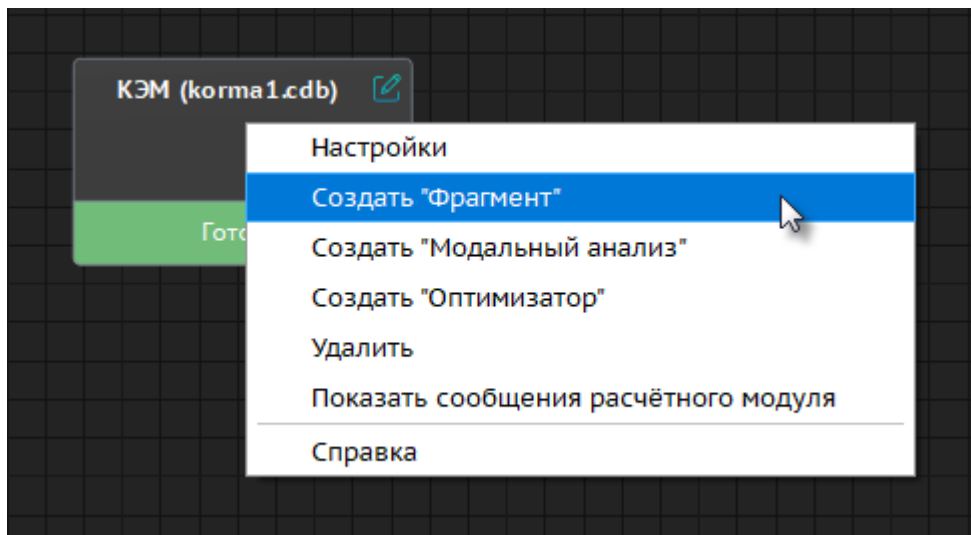 КЭМ (korma1.cdb)
Настройки
Создать "Фрагмент"
Создать "Модальный анализ"
Создать "Оптимизатор"
Удалить
Показать сообщения расчётного модуля
Справка